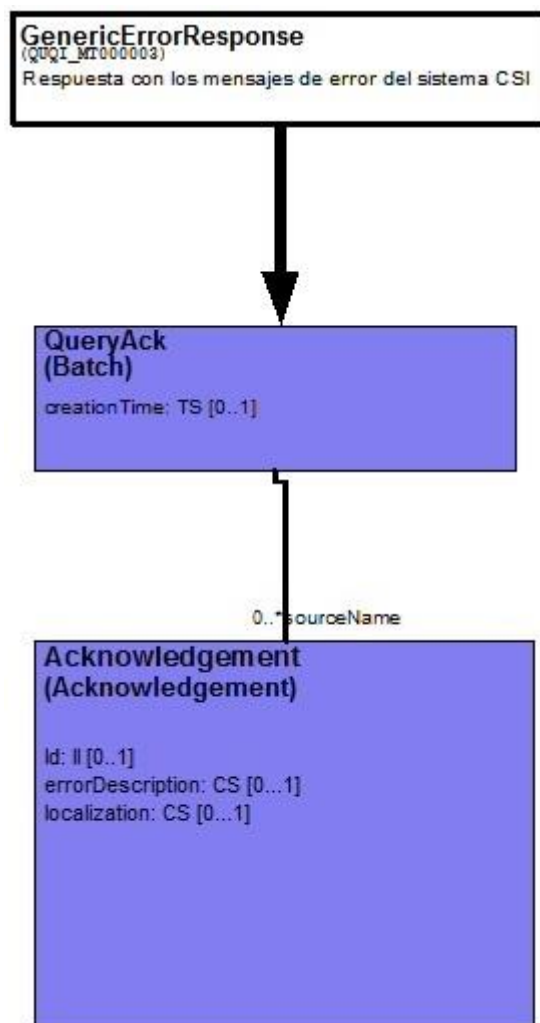 GenericErrorResponse
(QUQI_MT000003)
Respuesta con los mensajes de error del sistema CSI
QueryAck
(Batch)
creationTime: TS [0..1]
0..*sourceName
Acknowledgement
(Acknowledgement)
Id: II [0..1]
errorDescription: CS [0...1]
localization: CS [0...1]